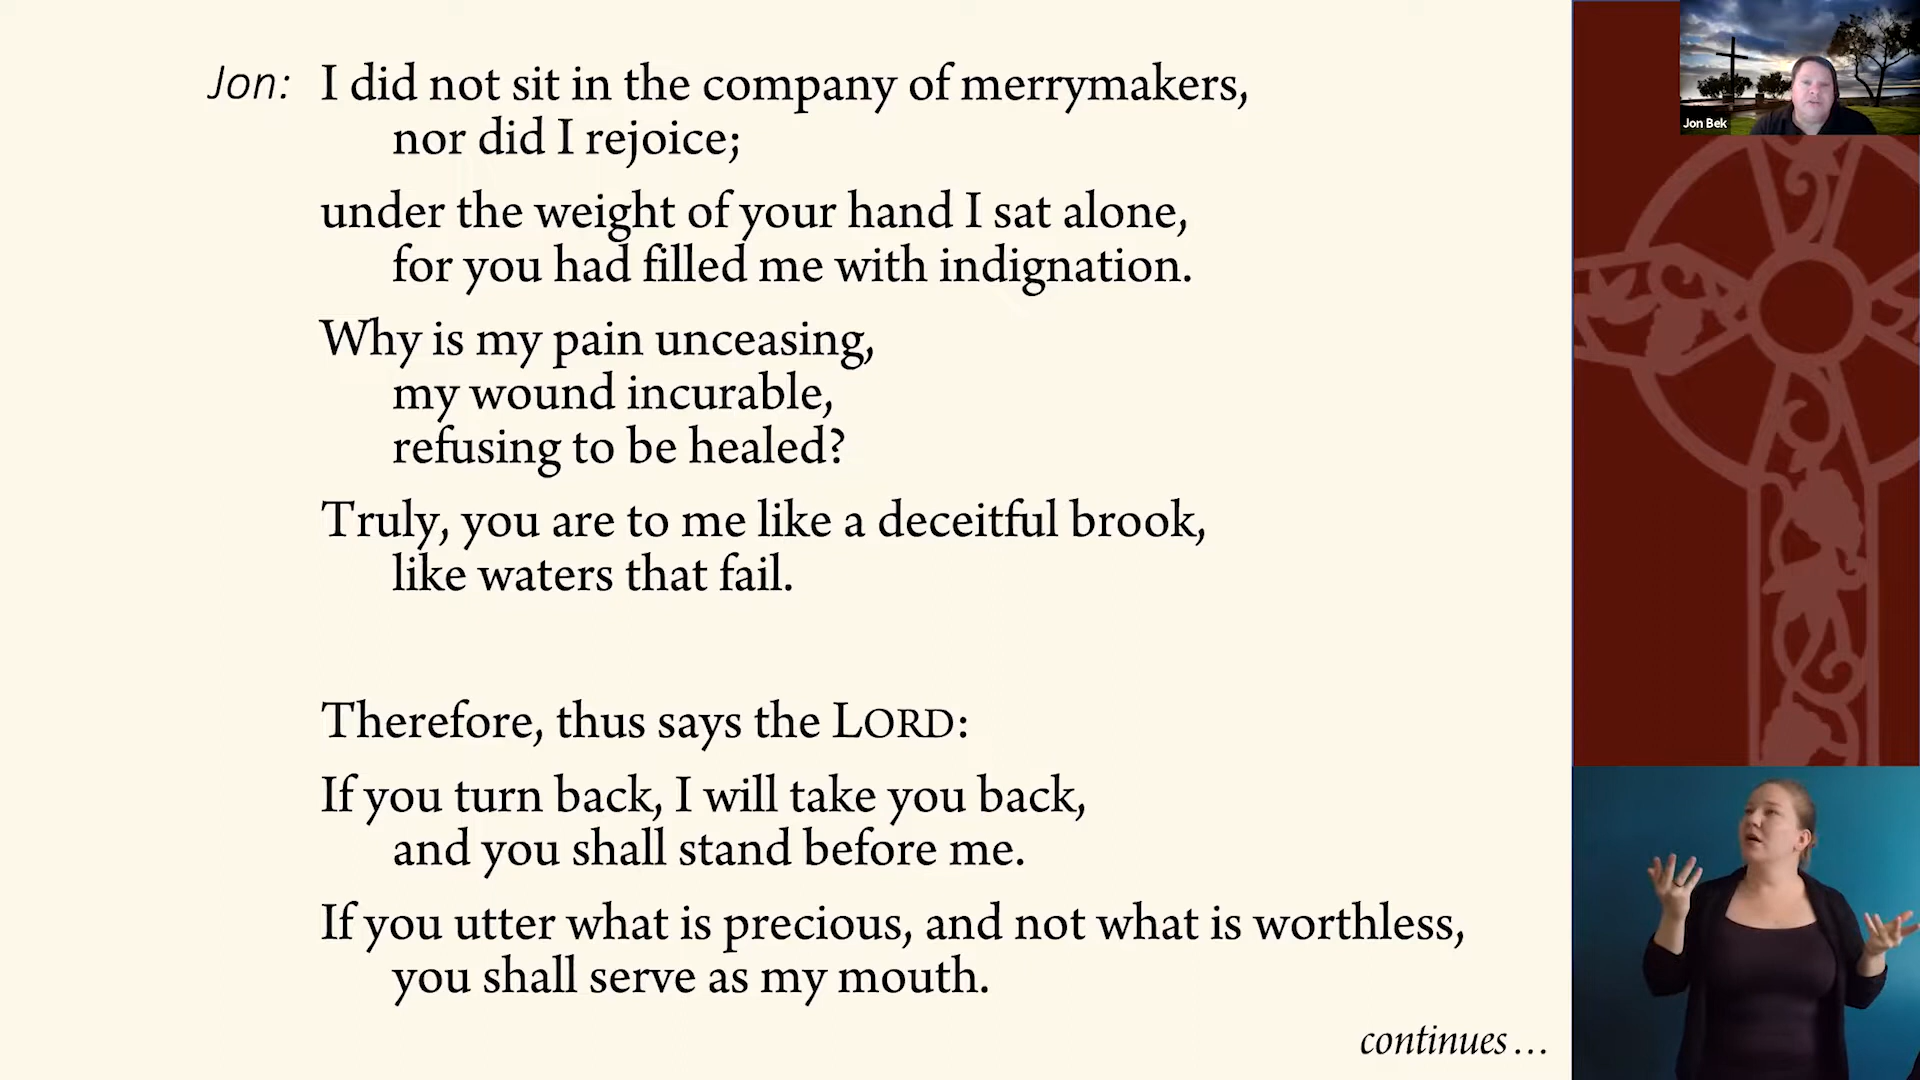 Jon: I did not sit in the company of merrymakers,
nor did I rejoice;
under the weight of your hand I sat alone,
for you had filled me with indignation.
Why is my pain unceasing,
my wound incurable,
refusing to be healed?
Truly, you are to me like a deceitful brook,
like waters that fail.
Therefore, thus says the LORD:
If you turn back, I will take you back,
and you shall stand before me.
If you utter what is precious, and not what is worthless,
you shall serve as my mouth.
continues...
Jon Bek